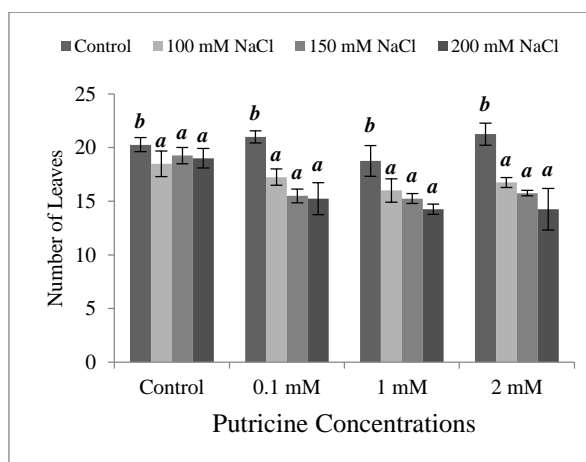 Control 100 mM NaCl 150 mM NaCl 200 mM NaCl
25
20
15
10
5
0
Number of Leaves
b a a a
b a a a
b a a a
b a a a
Control 0.1 mM 1 mM 2 mM
Putricine Concentrations